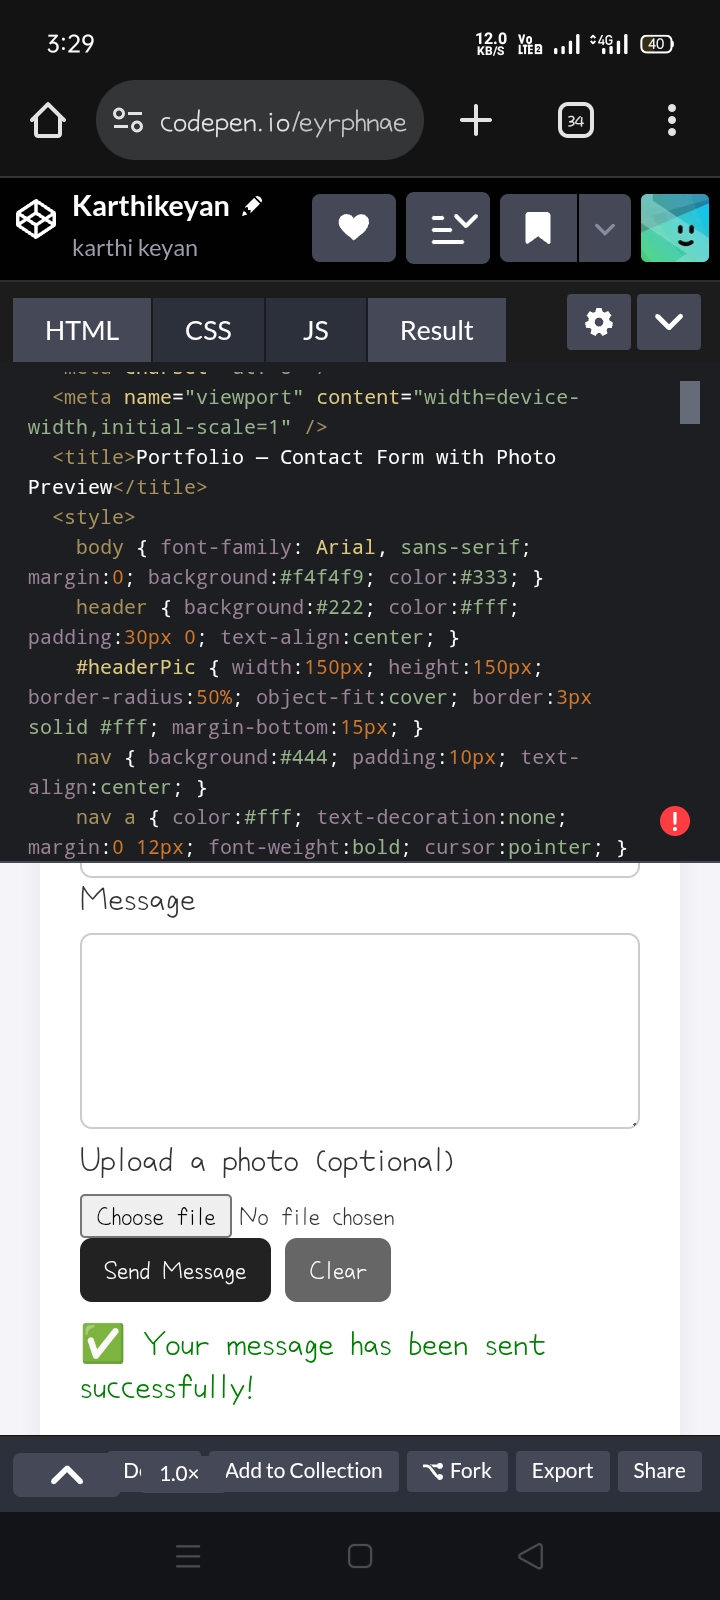 3:29
12.0 KB/S Vo LTE2 4G 40
codepen.io/eyrphnae
34
Karthikeyan
karthi keyan
HTML CSS JS Result
<meta name="viewport" content="width=device-
width,initial-scale=1" />
<title>Portfolio — Contact Form with Photo
Preview</title>
<style>
body { font-family: Arial, sans-serif;
margin:0; background:#f4f4f9; color:#333; }
header { background:#222; color:#fff;
padding:30px 0; text-align:center; }
#headerPic { width:150px; height:150px;
border-radius:50%; object-fit:cover; border:3px
solid #fff; margin-bottom:15px; }
nav { background:#444; padding:10px; text-
align:center; }
nav a { color:#fff; text-decoration:none;
margin:0 12px; font-weight:bold; cursor:pointer; }
Message
Upload a photo (optional)
Choose file No file chosen
Send Message Clear
✅ Your message has been sent
successfully!
1.0× Add to Collection Fork Export Share